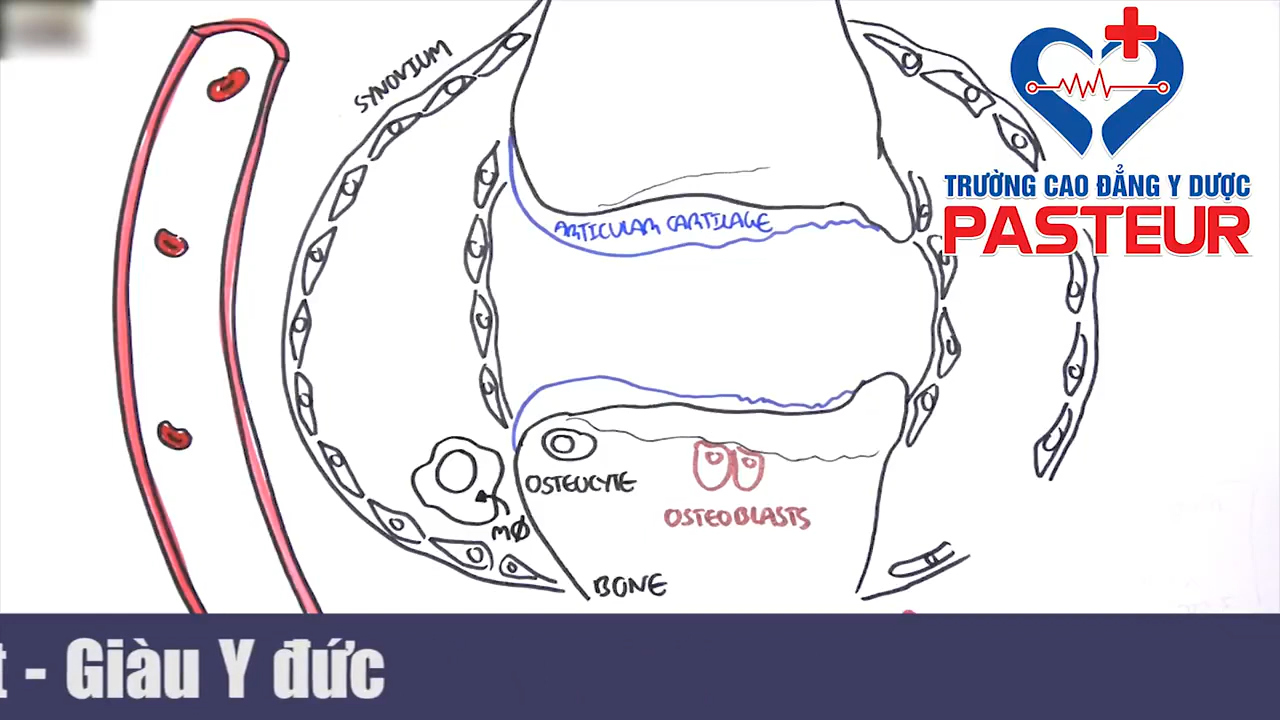 SYNOVIUM
TRƯỜNG CAO ĐẲNG Y DƯỢC
PASTEUR
ARTICULAR CARTILAGE
OSTEOCYTE
MØ
OSTEOBLASTS
BONE
t - Giàu Y đức